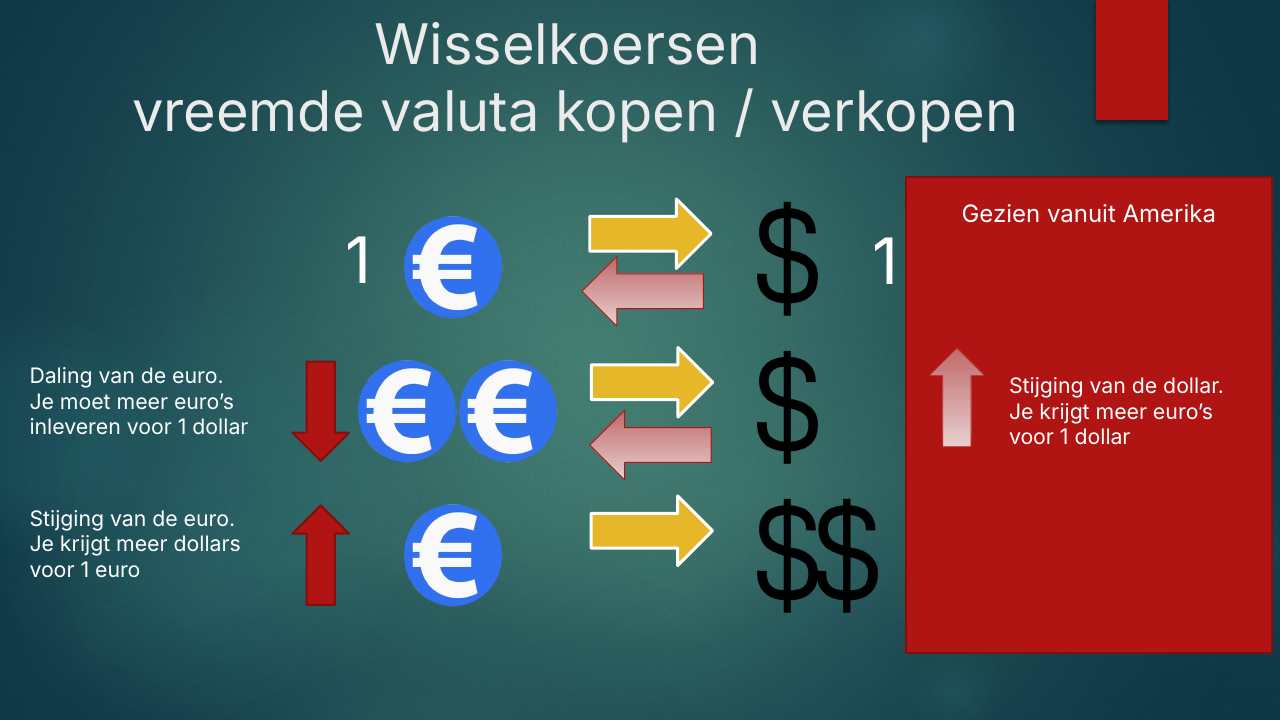 Wisselkoersen
vreemde valuta kopen / verkopen
Gezien vanuit Amerika
1 € $ 1
Daling van de euro.
Je moet meer euro’s
inleveren voor 1 dollar
€ € $
Stijging van de dollar.
Je krijgt meer euro’s
voor 1 dollar
Stijging van de euro.
Je krijgt meer dollars
voor 1 euro
€ $$